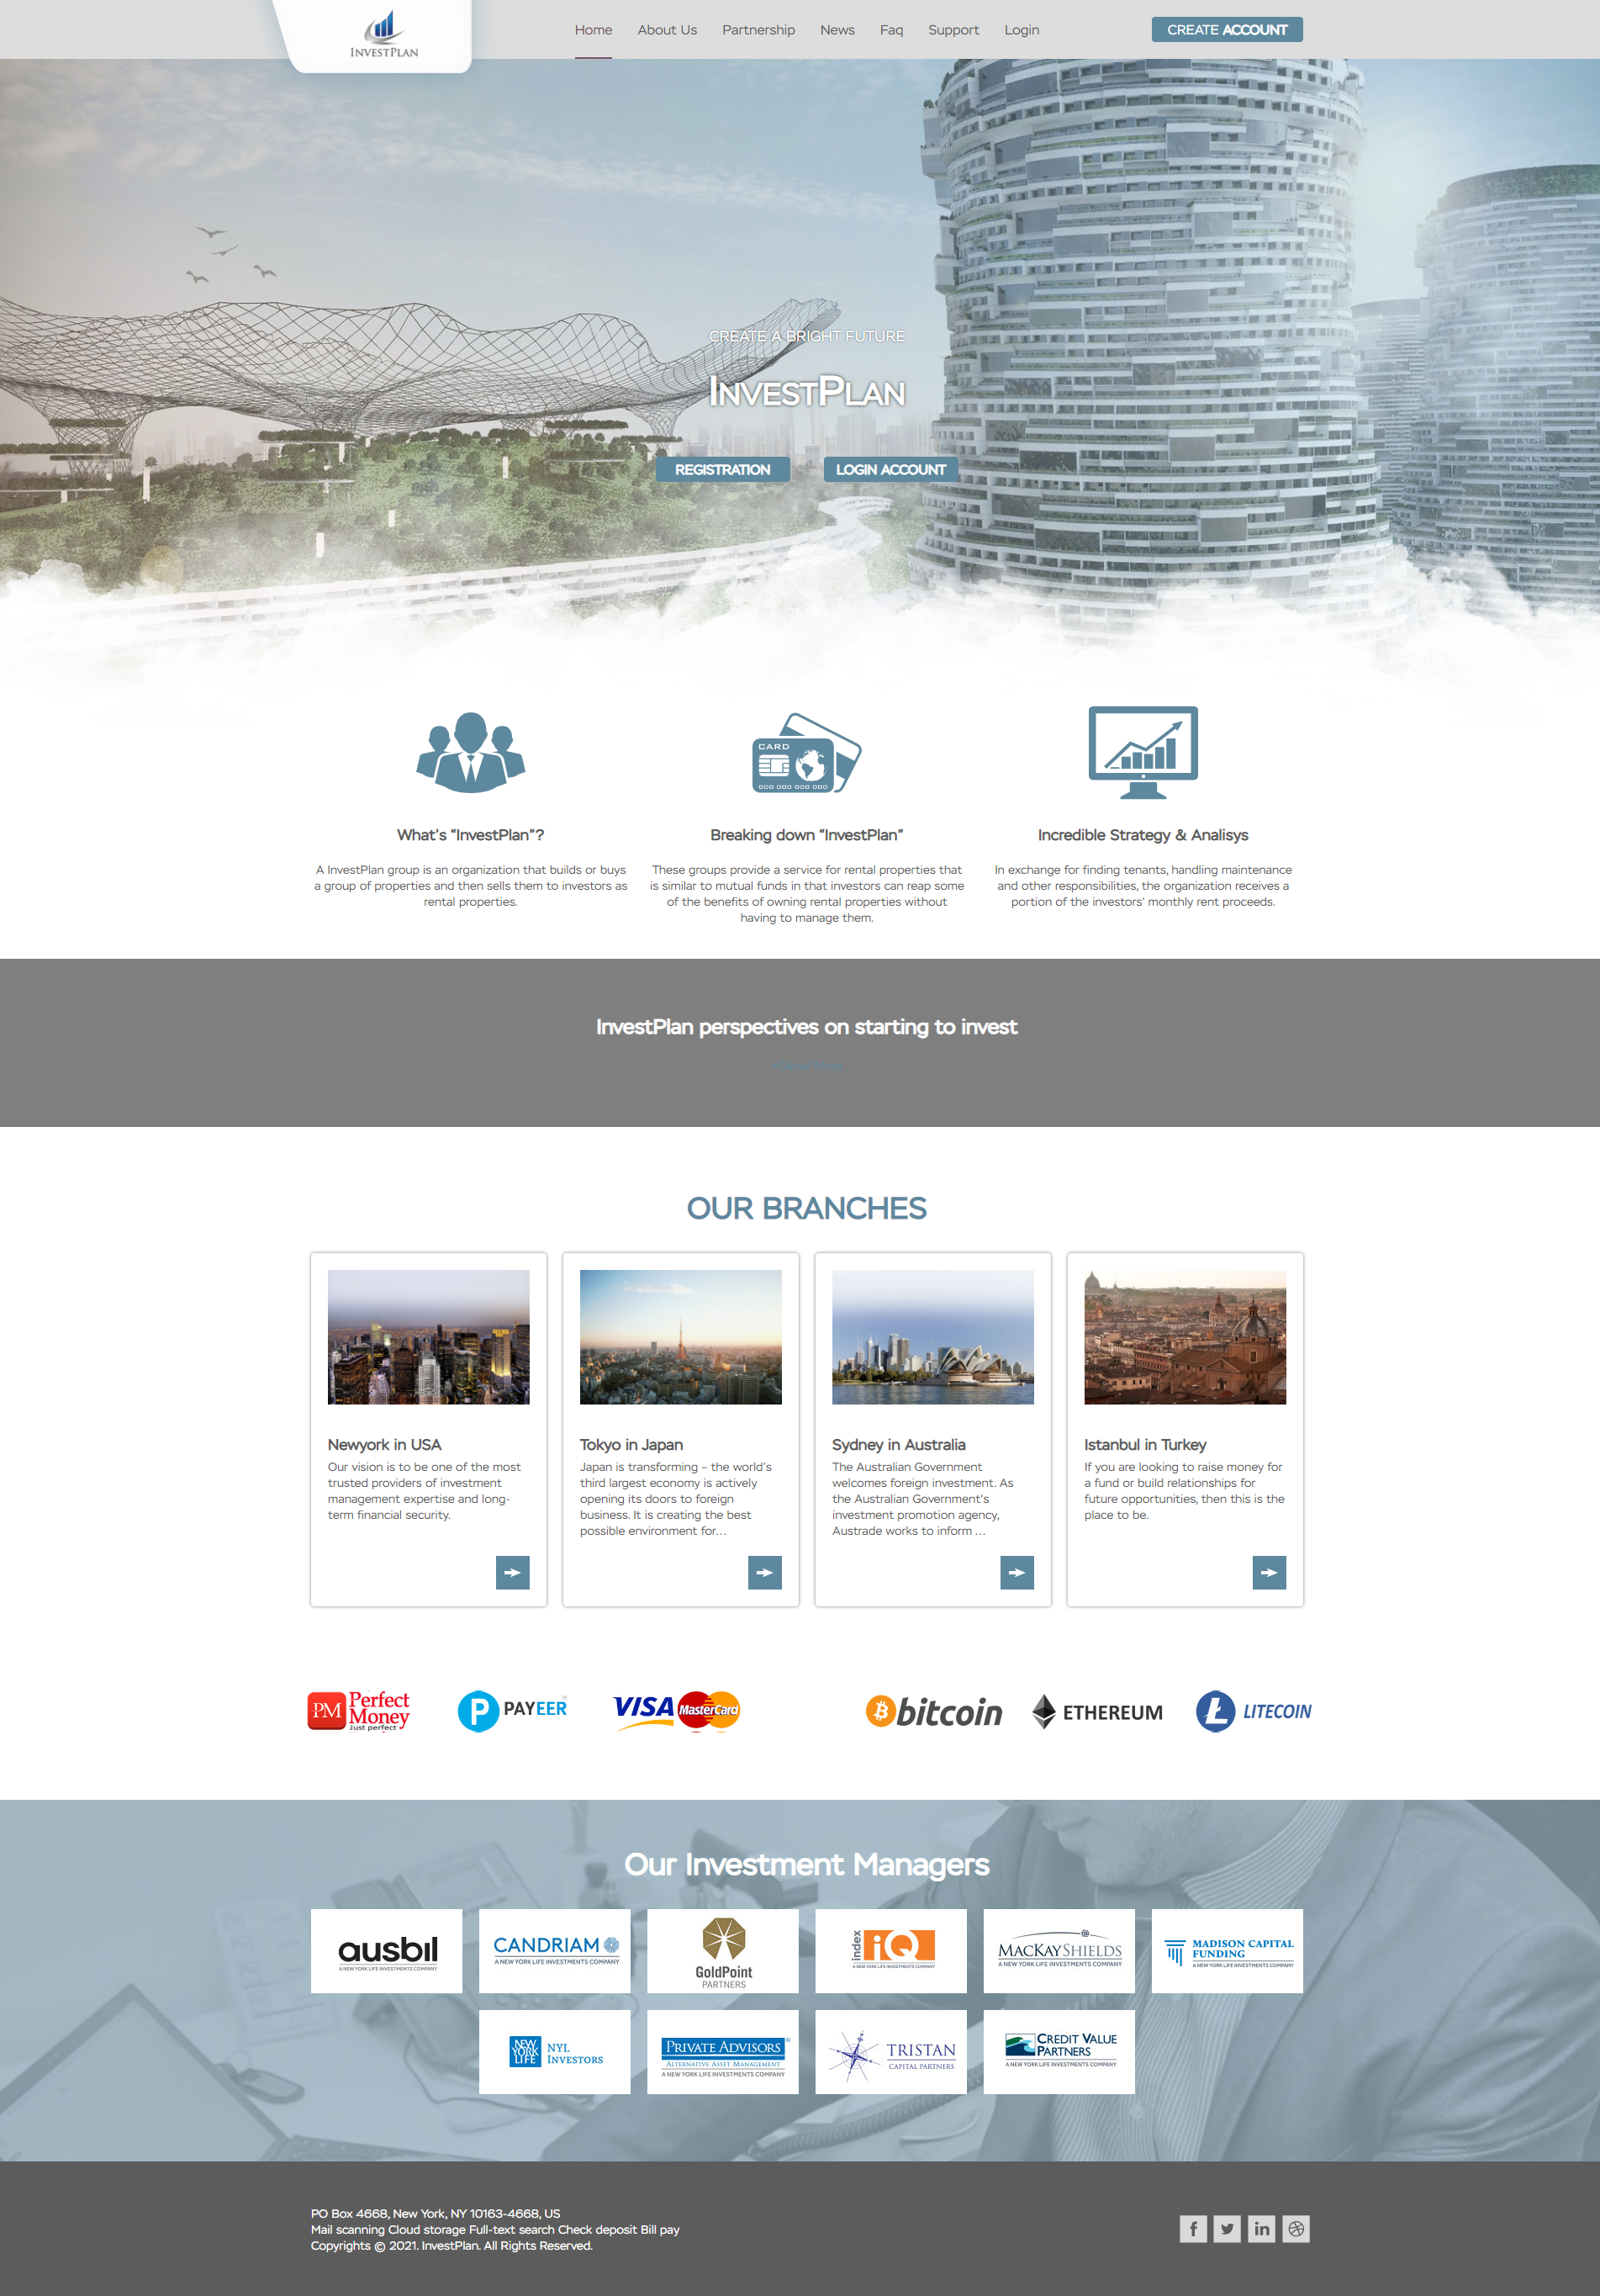 INVESTPLAN
Home About Us Partnership News Faq Support Login
CREATE ACCOUNT
CREATE A BRIGHT FUTURE
INVESTPLAN
REGISTRATION
LOGIN ACCOUNT
CARD
What's “InvestPlan”?
A InvestPlan group is an organization that builds or buys
a group of properties and then sells them to investors as
rental properties.
Breaking down “InvestPlan”
These groups provide a service for rental properties that
is similar to mutual funds in that investors can reap some
of the benefits of owning rental properties without
having to manage them.
Incredible Strategy & Analisys
In exchange for finding tenants, handling maintenance
and other responsibilities, the organization receives a
portion of the investors' monthly rent proceeds.
InvestPlan perspectives on starting to invest
OUR BRANCHES
Newyork in USA
Our vision is to be one of the most
trusted providers of investment
management expertise and long-
term financial security.
Tokyo in Japan
Japan is transforming – the world's
third largest economy is actively
opening its doors to foreign
business. It is creating the best
possible environment for…
Sydney in Australia
The Australian Government
welcomes foreign investment. As
the Australian Government's
investment promotion agency,
Austrade works to inform …
Istanbul in Turkey
If you are looking to raise money for
a fund or build relationships for
future opportunities, then this is the
place to be.
PM Perfect
Money
Just perfect
P PAYEER
VISA MasterCard
bitcoin
ETHEREUM
LITECOIN
Our Investment Managers
ausbil
A NEW YORK LIFE INVESTMENTS COMPANY
CANDRIAM
A NEW YORK LIFE INVESTMENTS COMPANY
GoldPoint
PARTNERS
index IQ
A NEW YORK LIFE INVESTMENTS COMPANY
MACKAY SHIELDS
A NEW YORK LIFE INVESTMENTS COMPANY
MADISON CAPITAL
FUNDING
A NEW YORK LIFE INVESTMENTS COMPANY
NEW
YORK
LIFE
NYL
INVESTORS
PRIVATE ADVISORS
ALTERNATIVE ASSET MANAGEMENT
A NEW YORK LIFE INVESTMENTS COMPANY
TRISTAN
CAPITAL PARTNERS
CREDIT VALUE
PARTNERS
A NEW YORK LIFE INVESTMENTS COMPANY
PO Box 4668, New York, NY 10163-4668, US
Mail scanning Cloud storage Full-text search Check deposit Bill pay
Copyrights © 2021. InvestPlan. All Rights Reserved.